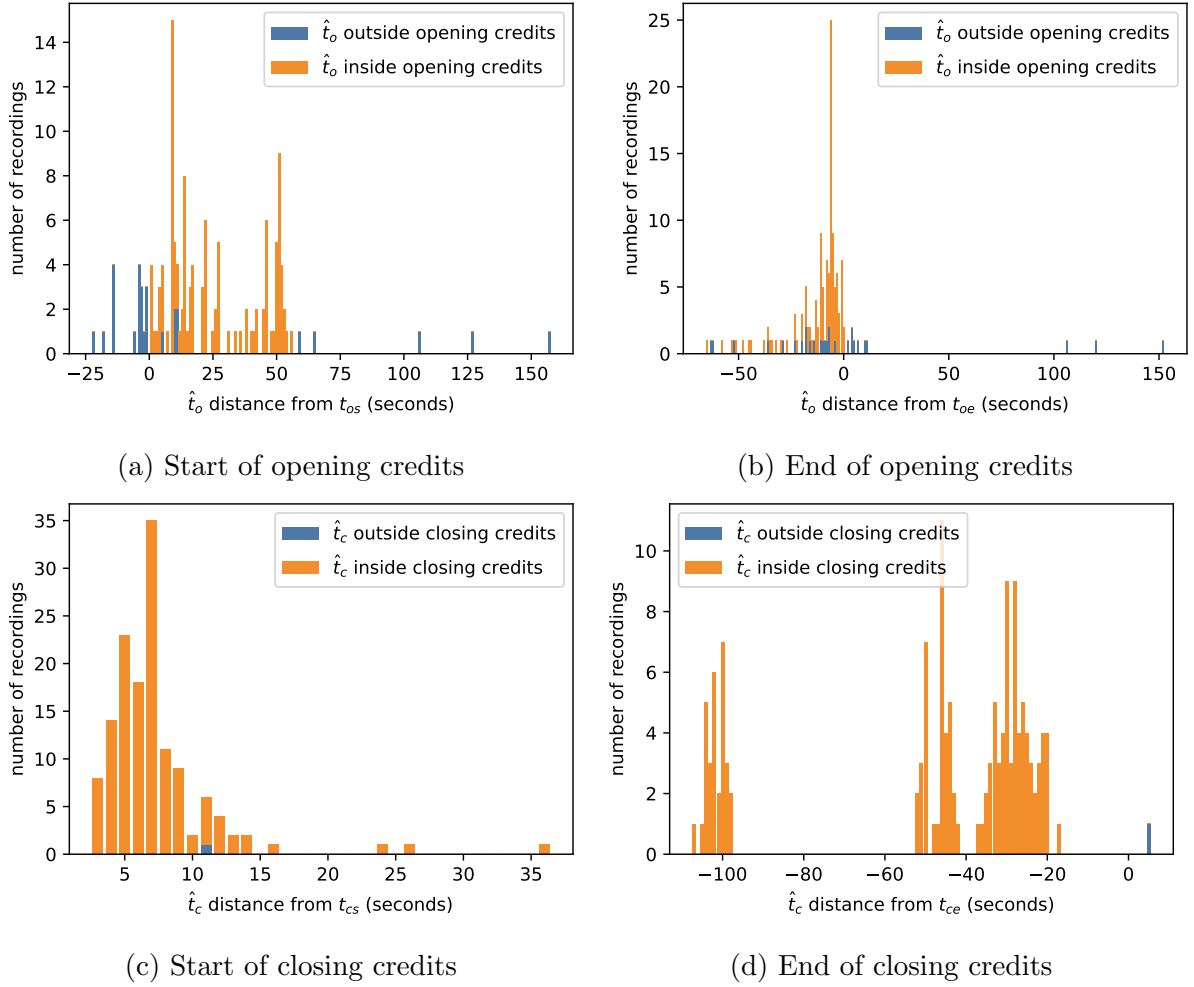 14
12
10
8
6
4
2
0
number of recordings
t̂o outside opening credits
t̂o inside opening credits
−25 0 25 50 75 100 125 150
t̂o distance from tos (seconds)
(a) Start of opening credits
25
20
15
10
5
0
number of recordings
t̂o outside opening credits
t̂o inside opening credits
−50 0 50 100 150
t̂o distance from toe (seconds)
(b) End of opening credits
35
30
25
20
15
10
5
0
number of recordings
t̂c outside closing credits
t̂c inside closing credits
5 10 15 20 25 30 35
t̂c distance from tcs (seconds)
(c) Start of closing credits
10
8
6
4
2
0
number of recordings
t̂c outside closing credits
t̂c inside closing credits
−100 −80 −60 −40 −20 0
t̂c distance from tce (seconds)
(d) End of closing credits